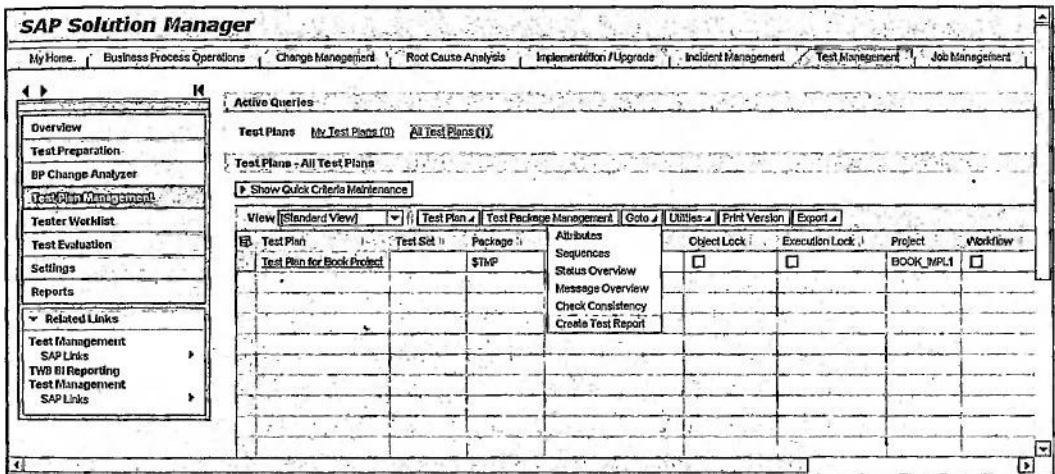 SAP Solution Manager
My Home Business Process Operations Change Management Root Cause Analysis Implementation / Upgrade Incident Management Test Management Job Management
Active Queries
Overview
Test Plans My Test Plans (0) All Test Plans (1)
Test Preparation
Test Plans - All Test Plans
BP Change Analyzer
Show Quick Criteria Maintenance
Test Plan Management
Tester Worklist
View [Standard View] Test Plan Test Package Management Goto Utilities Print Version Export
Test Evaluation
Test Plan Test Set Package Object Lock Execution Lock Project Workflow
Test Plan for Book Project $TMP BOOK_IMPL1
Attributes
Sequences
Status Overview
Message Overview
Check Consistency
Create Test Report
Settings
Reports
Related Links
Test Management
SAP Links
TWB BI Reporting
Test Management
SAP Links